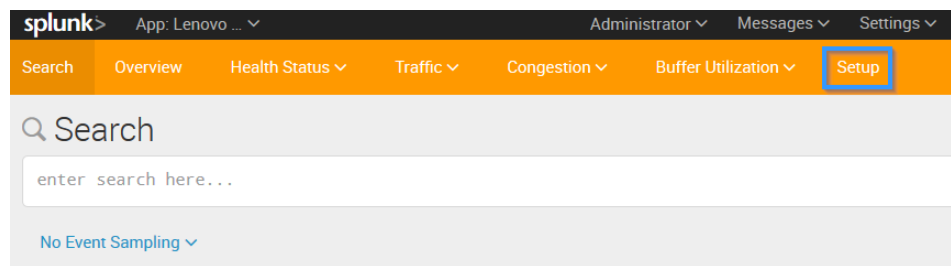 splunk> App: Lenovo ... Administrator Messages Settings
Search Overview Health Status Traffic Congestion Buffer Utilization Setup
Search
enter search here...
No Event Sampling